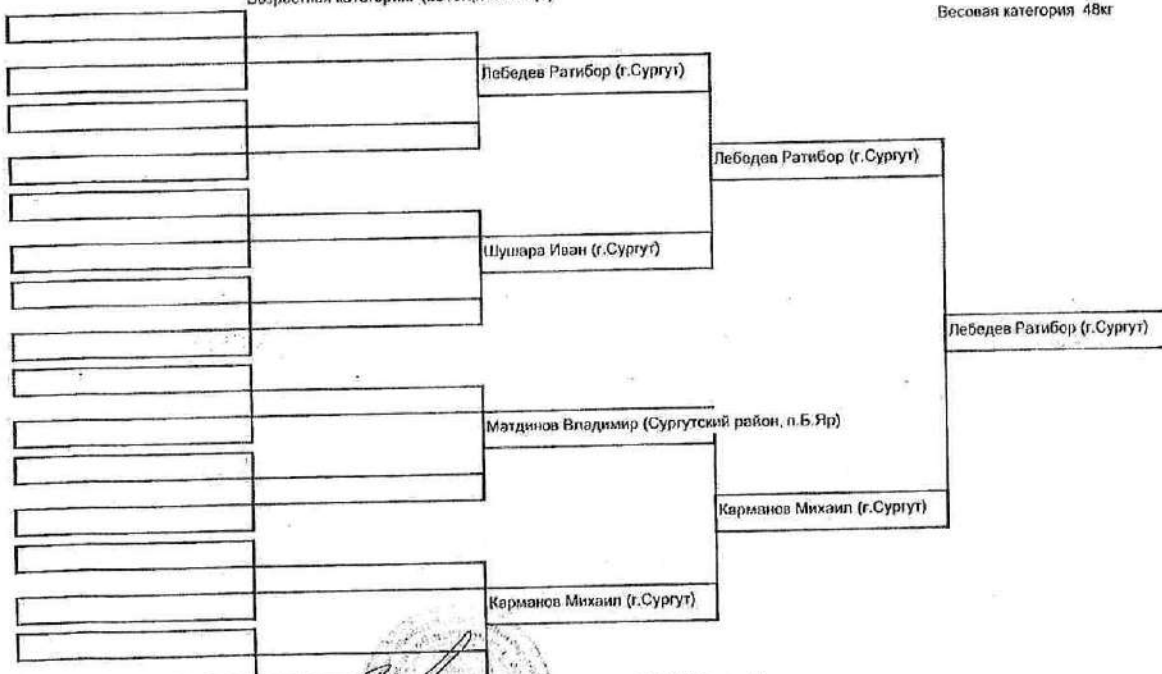 Весовая категория 48кг
Лебедев Ратибор (г.Сургут)
Лебедев Ратибор (г.Сургут)
Шушара Иван (г.Сургут)
Лебедев Ратибор (г.Сургут)
Матдинов Владимир (Сургутский район, п.Б.Яр)
Карманов Михаил (г.Сургут)
Карманов Михаил (г.Сургут)